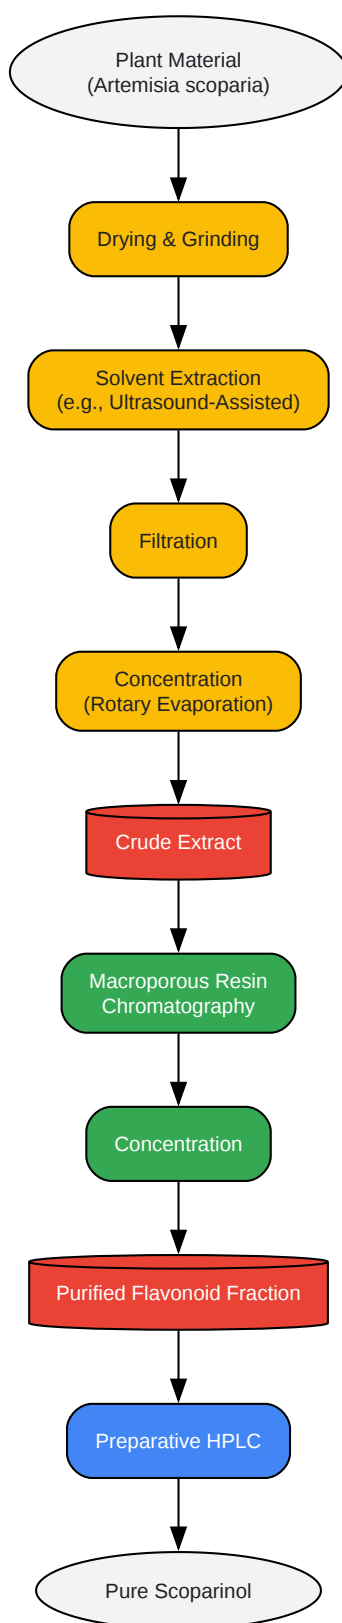 Plant Material
(Artemisia scoparia)
Drying & Grinding
Solvent Extraction
(e.g., Ultrasound-Assisted)
Filtration
Concentration
(Rotary Evaporation)
Crude Extract
Macroporous Resin
Chromatography
Concentration
Purified Flavonoid Fraction
Preparative HPLC
Pure Scoparinol